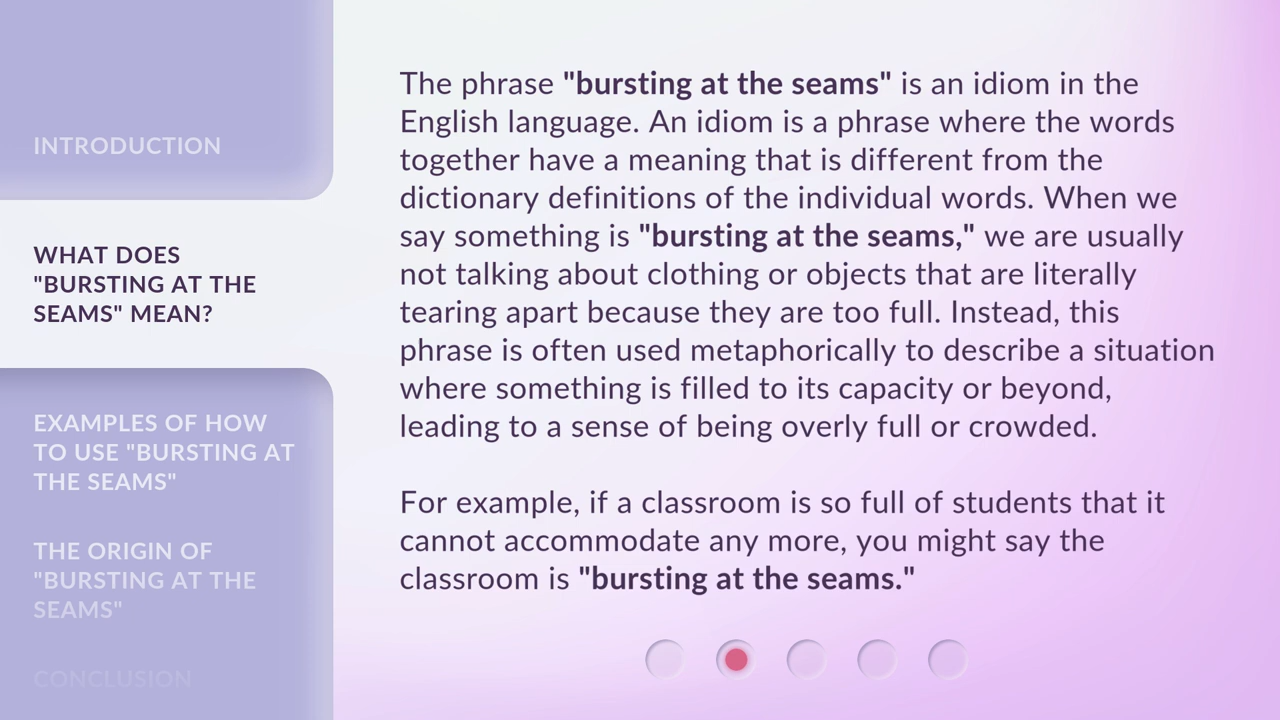 INTRODUCTION
WHAT DOES
"BURSTING AT THE
SEAMS" MEAN?
EXAMPLES OF HOW
TO USE "BURSTING AT
THE SEAMS"
THE ORIGIN OF
"BURSTING AT THE
SEAMS"
CONCLUSION
The phrase "bursting at the seams" is an idiom in the
English language. An idiom is a phrase where the words
together have a meaning that is different from the
dictionary definitions of the individual words. When we
say something is "bursting at the seams," we are usually
not talking about clothing or objects that are literally
tearing apart because they are too full. Instead, this
phrase is often used metaphorically to describe a situation
where something is filled to its capacity or beyond,
leading to a sense of being overly full or crowded.
For example, if a classroom is so full of students that it
cannot accommodate any more, you might say the
classroom is "bursting at the seams."